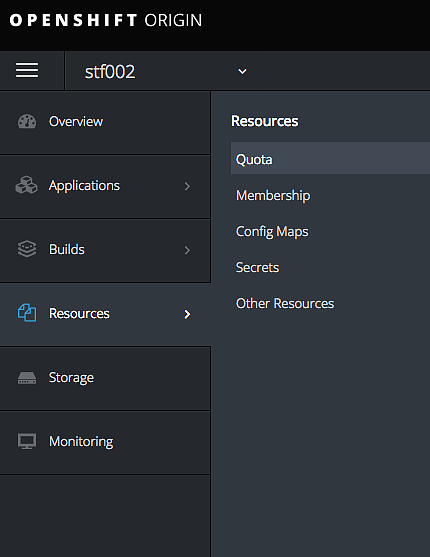 OPENSHIFT ORIGIN
stf002
Overview
Applications
Builds
Resources
Storage
Monitoring
Resources
Quota
Membership
Config Maps
Secrets
Other Resources